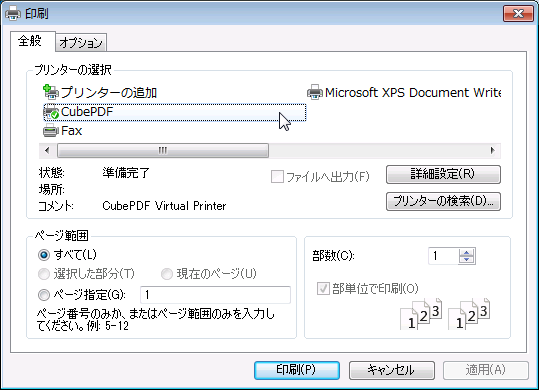 印刷
全般 オプション
プリンターの選択
プリンターの追加 Microsoft XPS Document Write
CubePDF
Fax
状態: 準備完了 ファイルへ出力(F) 詳細設定(R)
場所:
コメント: CubePDF Virtual Printer プリンターの検索(D)...
ページ範囲
すべて(L) 部数(C): 1
選択した部分(T) 現在のページ(U)
ページ指定(G): 1 部単位で印刷(O)
ページ番号のみか、またはページ範囲のみを入力
してください。例: 5-12
1 2 3 1 2 3
印刷(P) キャンセル 適用(A)